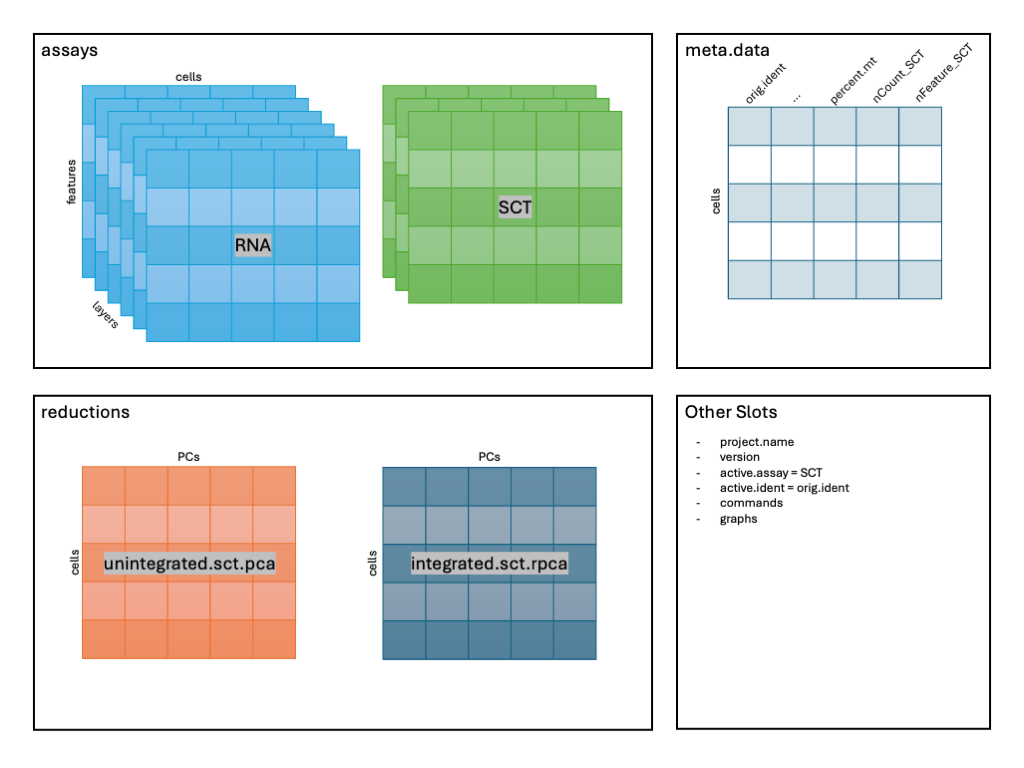 assays
cells
features
layers
RNA
SCT
meta.data
orig.ident
...
percent.mt
nCount_SCT
nFeature_SCT
cells
reductions
PCs
cells
unintegrated.sct.pca
PCs
cells
integrated.sct.rpca
Other Slots
- project.name
- version
- active.assay = SCT
- active.ident = orig.ident
- commands
- graphs